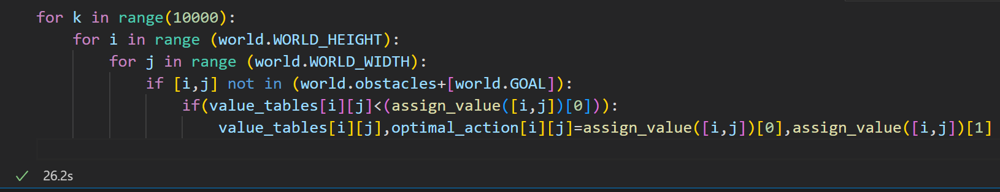 for k in range(10000):
    for i in range (world.WORLD_HEIGHT):
        for j in range (world.WORLD_WIDTH):
            if [i,j] not in (world.obstacles+[world.GOAL]):
                if(value_tables[i][j]<(assign_value([i,j])[0])):
                    value_tables[i][j],optimal_action[i][j]=assign_value([i,j])[0],assign_value([i,j])[1]
26.2s